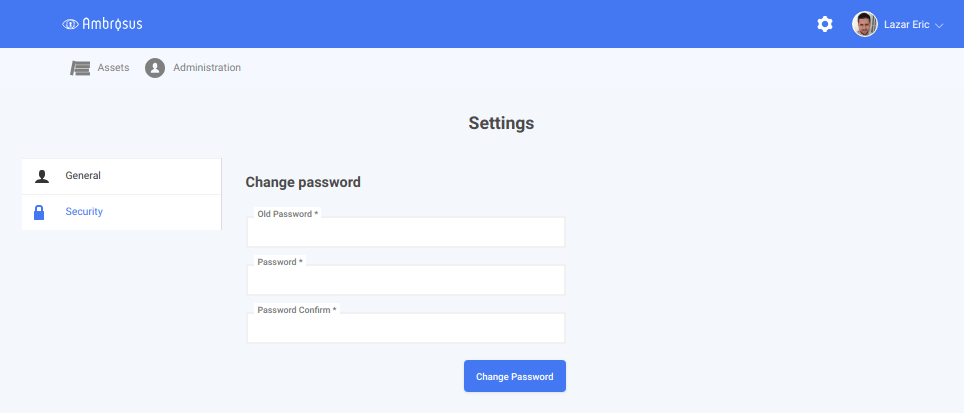 Ambrosus
Lazar Eric
Assets Administration
Settings
General
Security
Change password
Old Password *
Password *
Password Confirm *
Change Password